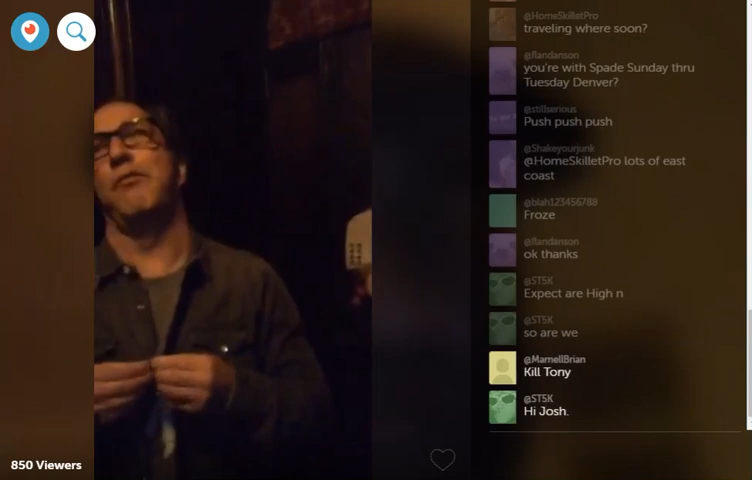 @HomeSkilletPro
traveling where soon?
@flandanson
you're with Spade Sunday thru
Tuesday Denver?
@stillserious
Push push push
@Shakeyourjunk
@HomeSkilletPro lots of east
coast
@blah123456788
Froze
@flandanson
ok thanks
@ST5K
Expect are High n
@ST5K
so are we
@MarnellBrian
Kill Tony
@ST5K
Hi Josh.
850 Viewers